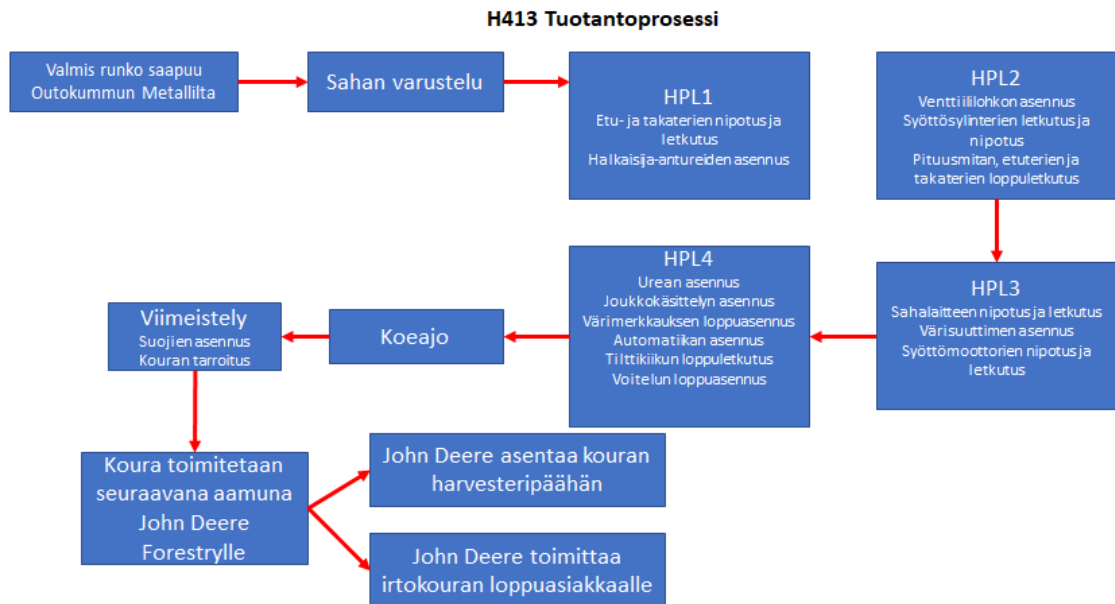 H413 Tuotantoprosessi
Valmis runko saapuu
Outokummun Metallilta
Sahan varustelu
HPL1
Etu- ja takaterien nipotus ja
letkutus
Halkaisija-antureiden asennus
HPL2
Venttiililohkon asennus
Syöttösylinterien letkutus ja
nipotus
Pituusmitan, etuterien ja
takaterien loppuletkutus
HPL3
Sahalaitteen nipotus ja letkutus
Värisuuttimen asennus
Syöttömoottorien nipotus ja
letkutus
HPL4
Urean asennus
Joukkokäsittelyn asennus
Värimerkkauksen loppuasennus
Automatiikan asennus
Tilttikiikun loppuletkutus
Voitelun loppuasennus
Koeajo
Viimeistely
Suojien asennus
Kouran tarroitus
Koura toimitetaan
seuraavana aamuna
John Deere
Forestrylle
John Deere asentaa kouran
harvesteripäähän
John Deere toimittaa
irtokouran loppuasiakkaalle